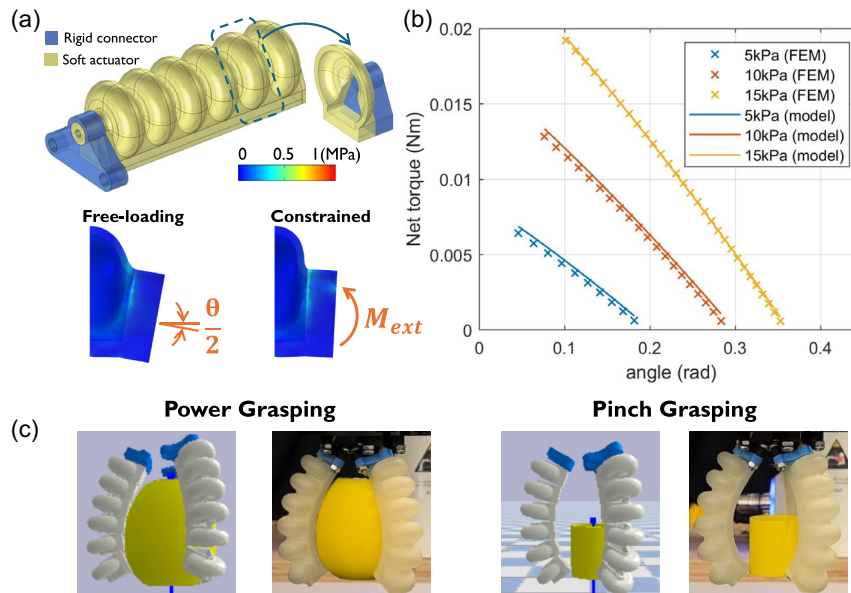 (a)
Rigid connector
Soft actuator
0 0.5 1(MPa)
Free-loading
Constrained
θ
2
M_ext
(b)
0.02
0.015
0.01
0.005
0
0 0.1 0.2 0.3 0.4
Net torque (Nm)
angle (rad)
5kPa (FEM)
10kPa (FEM)
15kPa (FEM)
5kPa (model)
10kPa (model)
15kPa (model)
(c)
Power Grasping
Pinch Grasping